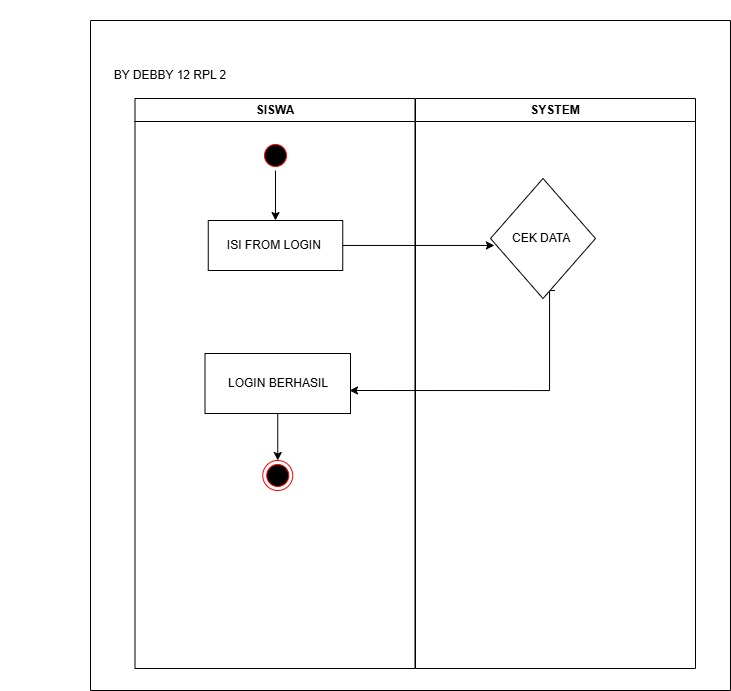 BY DEBBY 12 RPL 2
SISWA
SYSTEM
ISI FROM LOGIN
CEK DATA
LOGIN BERHASIL